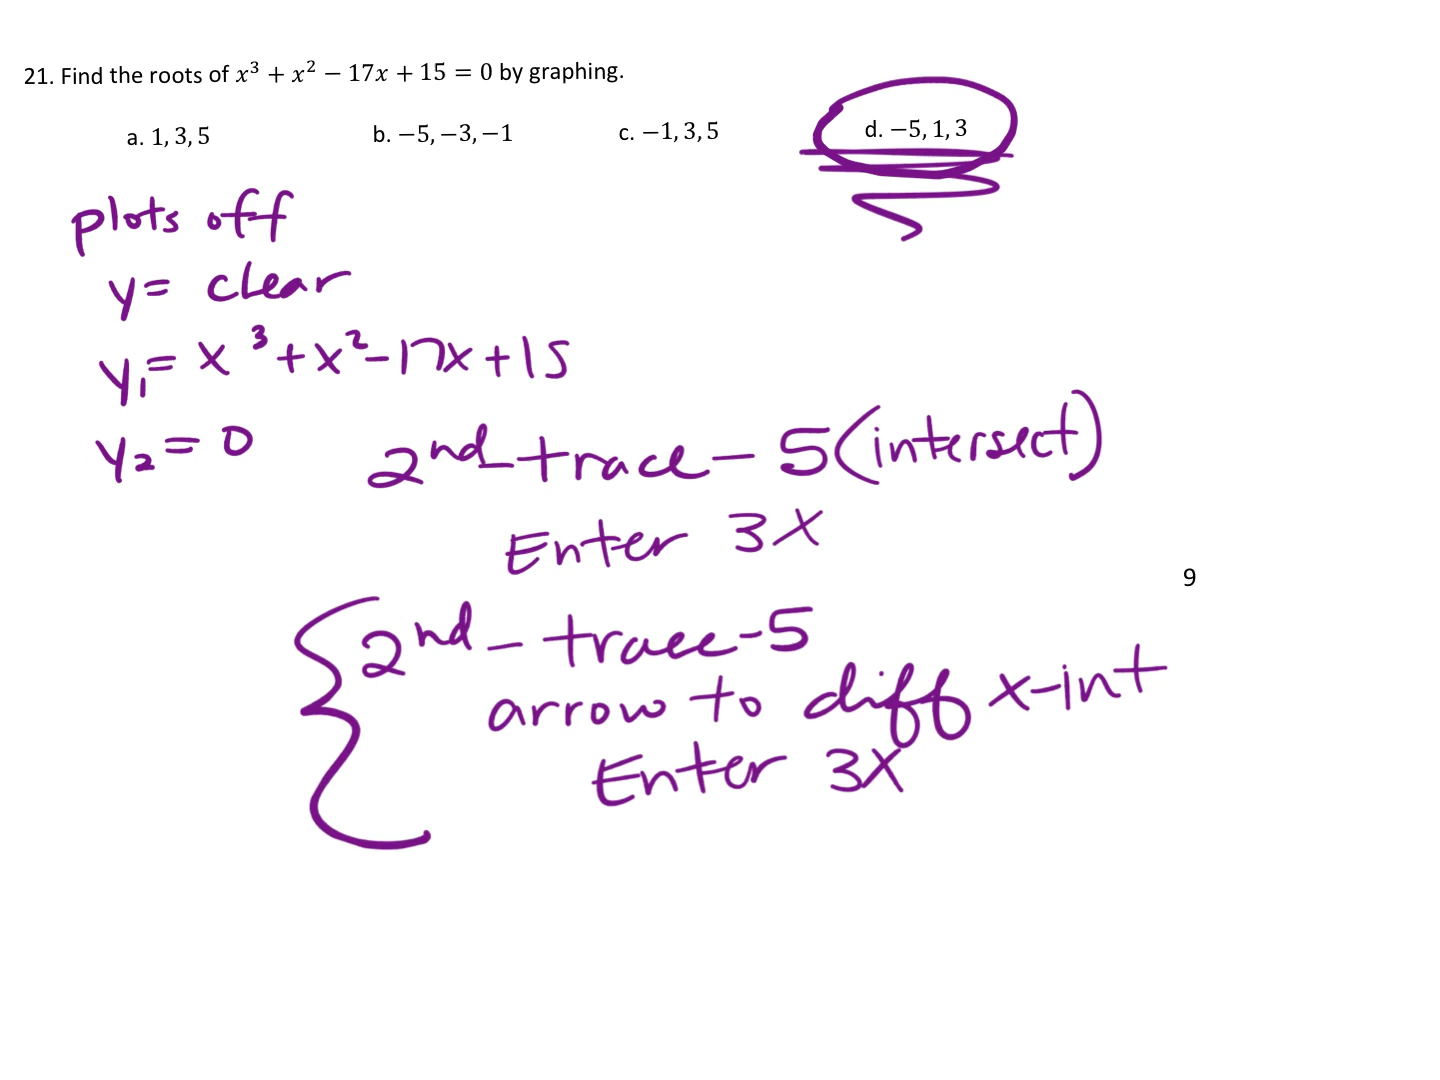 21. Find the roots of x³ + x² − 17x + 15 = 0 by graphing.
a. 1, 3, 5 b. −5, −3, −1 c. −1, 3, 5 d. −5, 1, 3
plots off
y= clear
y₁= x³+x²-17x+15
y₂= 0
2nd-trace-5(intersect)
Enter 3X
9
2nd-trace-5
arrow to diff x-int
Enter 3X